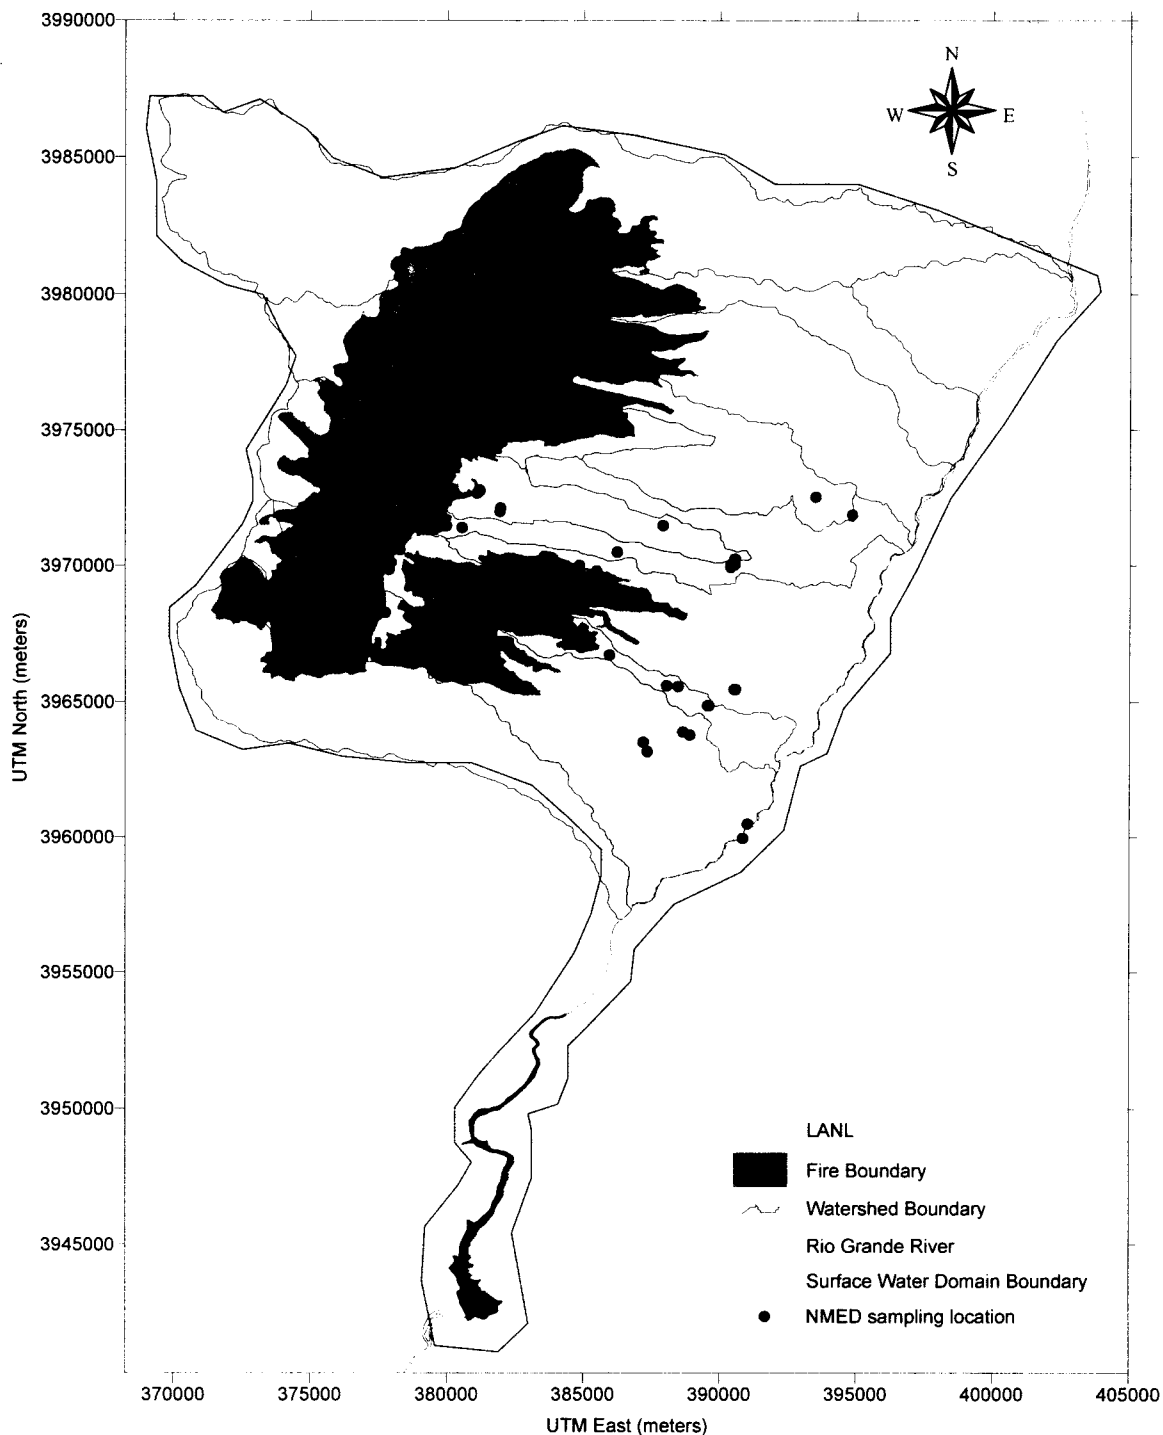 3990000
N
W
E
S
3985000
3980000
3975000
3970000
UTM North (meters)
3965000
3960000
3955000
3950000
3945000
LANL
Fire Boundary
Watershed Boundary
Rio Grande River
Surface Water Domain Boundary
NMED sampling location
370000 375000 380000 385000 390000 395000 400000 405000
UTM East (meters)